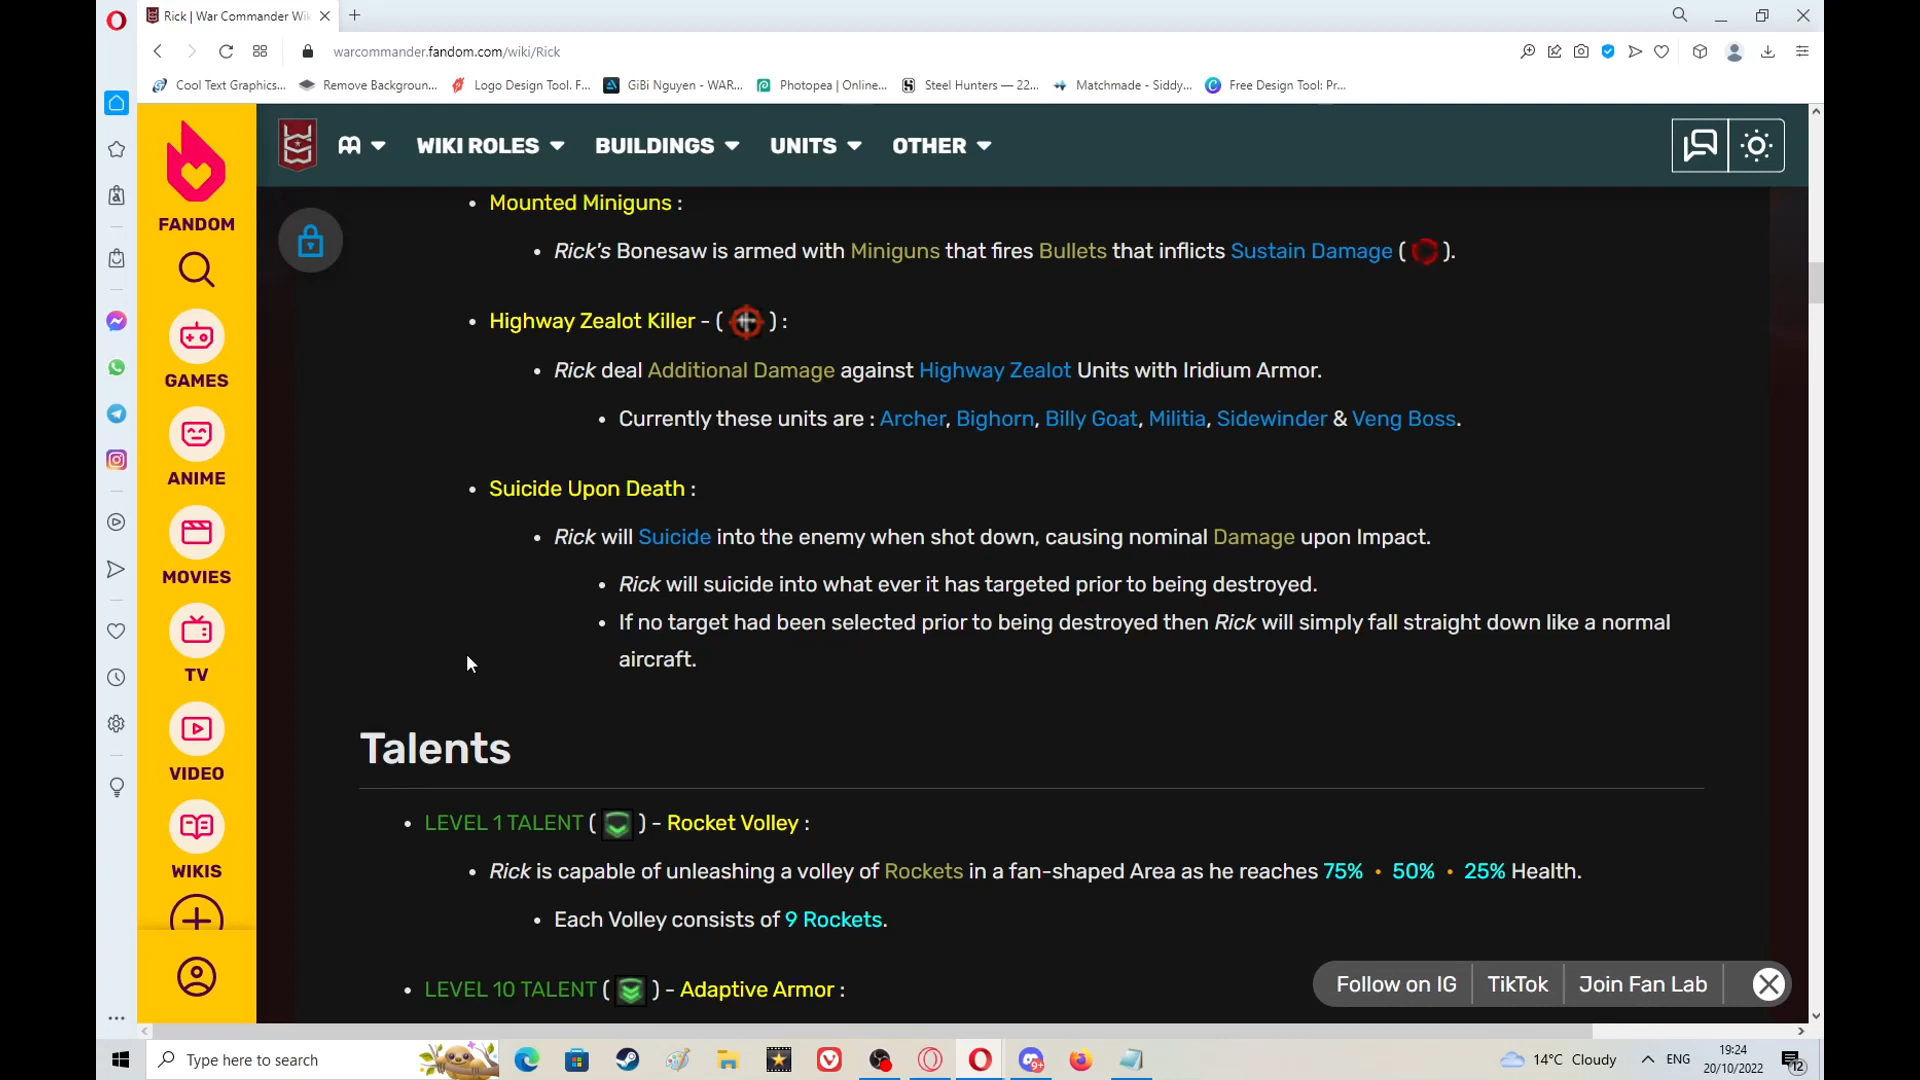 Rick | War Commander Wi
warcommander.fandom.com/wiki/Rick
Cool Text Graphics... Remove Backgroun... Logo Design Tool. F... GiBi Nguyen - WAR... Photopea | Online... Steel Hunters — 22... Matchmade - Siddy... Free Design Tool: Pr...
WIKI ROLES BUILDINGS UNITS OTHER
FANDOM
GAMES
ANIME
MOVIES
TV
VIDEO
WIKIS
• Mounted Miniguns :
• Rick's Bonesaw is armed with Miniguns that fires Bullets that inflicts Sustain Damage ( ).
• Highway Zealot Killer - ( ) :
• Rick deal Additional Damage against Highway Zealot Units with Iridium Armor.
• Currently these units are : Archer, Bighorn, Billy Goat, Militia, Sidewinder & Veng Boss.
• Suicide Upon Death :
• Rick will Suicide into the enemy when shot down, causing nominal Damage upon Impact.
• Rick will suicide into what ever it has targeted prior to being destroyed.
• If no target had been selected prior to being destroyed then Rick will simply fall straight down like a normal
aircraft.
Talents
• LEVEL 1 TALENT ( ) - Rocket Volley :
• Rick is capable of unleashing a volley of Rockets in a fan-shaped Area as he reaches 75% • 50% • 25% Health.
• Each Volley consists of 9 Rockets.
• LEVEL 10 TALENT ( ) - Adaptive Armor :
Follow on IG TikTok Join Fan Lab
Type here to search
9+
14°C Cloudy
ENG
19:24
20/10/2022
12